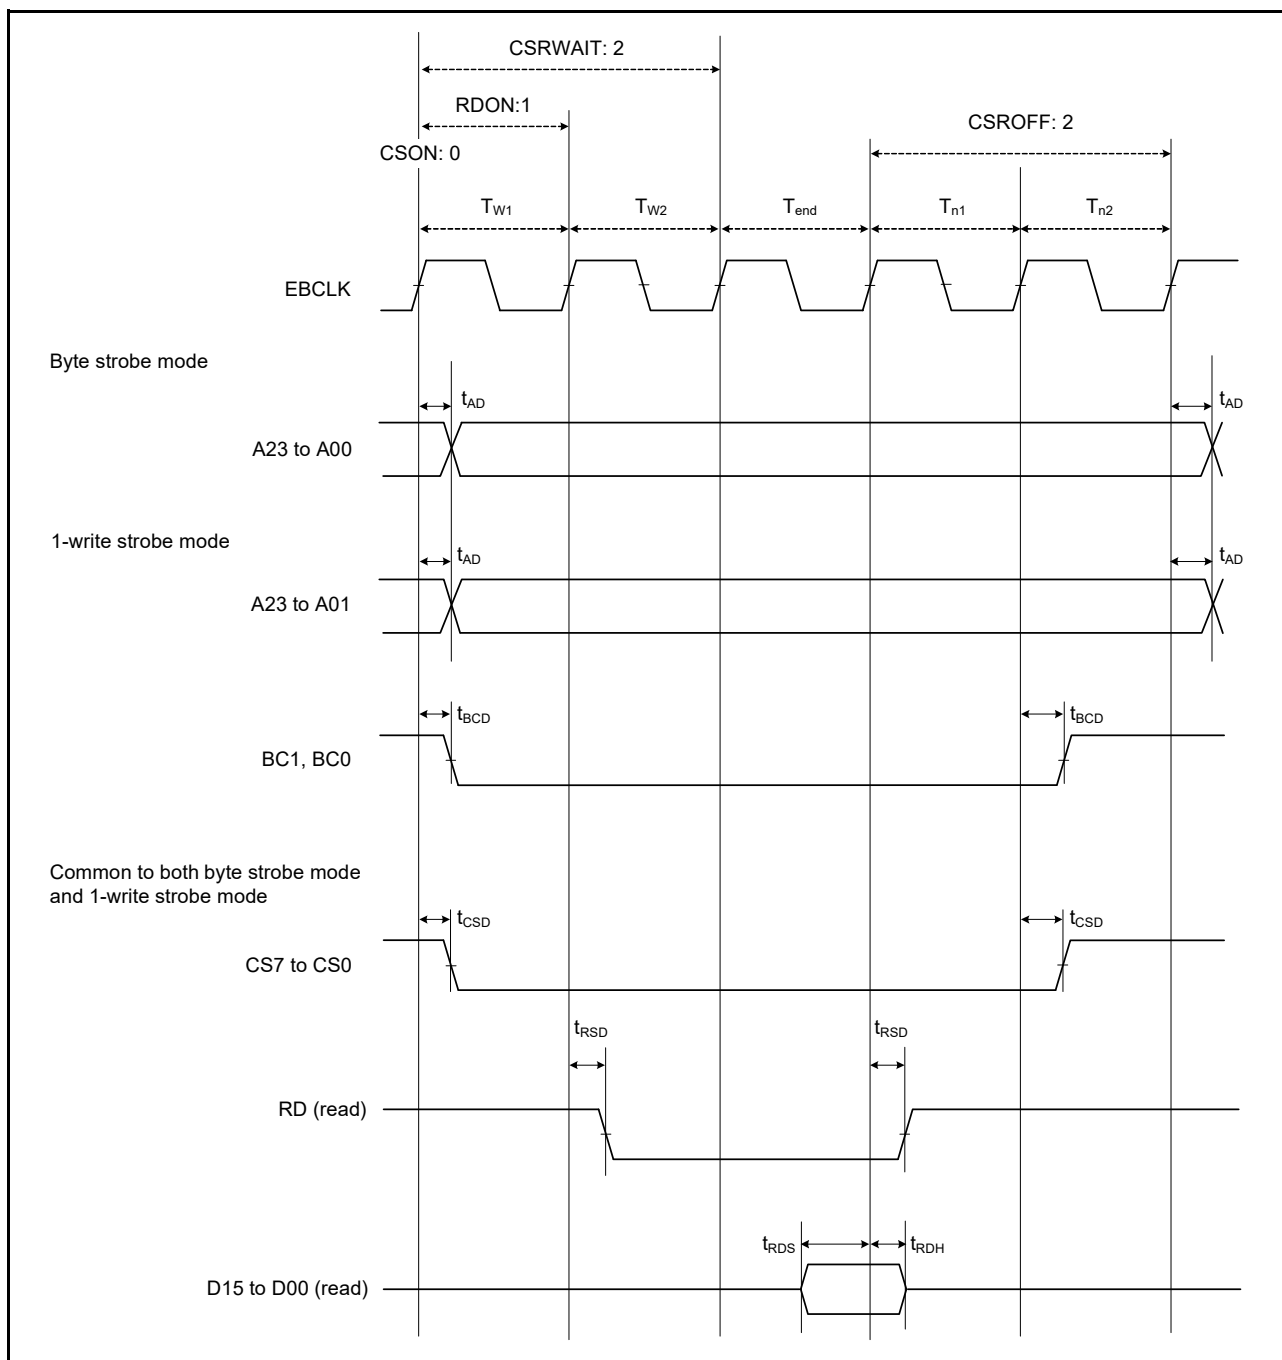 CSRWAIT: 2
RDON:1
CSROFF: 2
CSON: 0
TW1 TW2 Tend Tn1 Tn2
EBCLK
Byte strobe mode
tAD tAD
A23 to A00
1-write strobe mode
tAD tAD
A23 to A01
tBCD tBCD
BC1, BC0
Common to both byte strobe mode
and 1-write strobe mode
tCSD tCSD
CS7 to CS0
tRSD tRSD
RD (read)
tRDS tRDH
D15 to D00 (read)